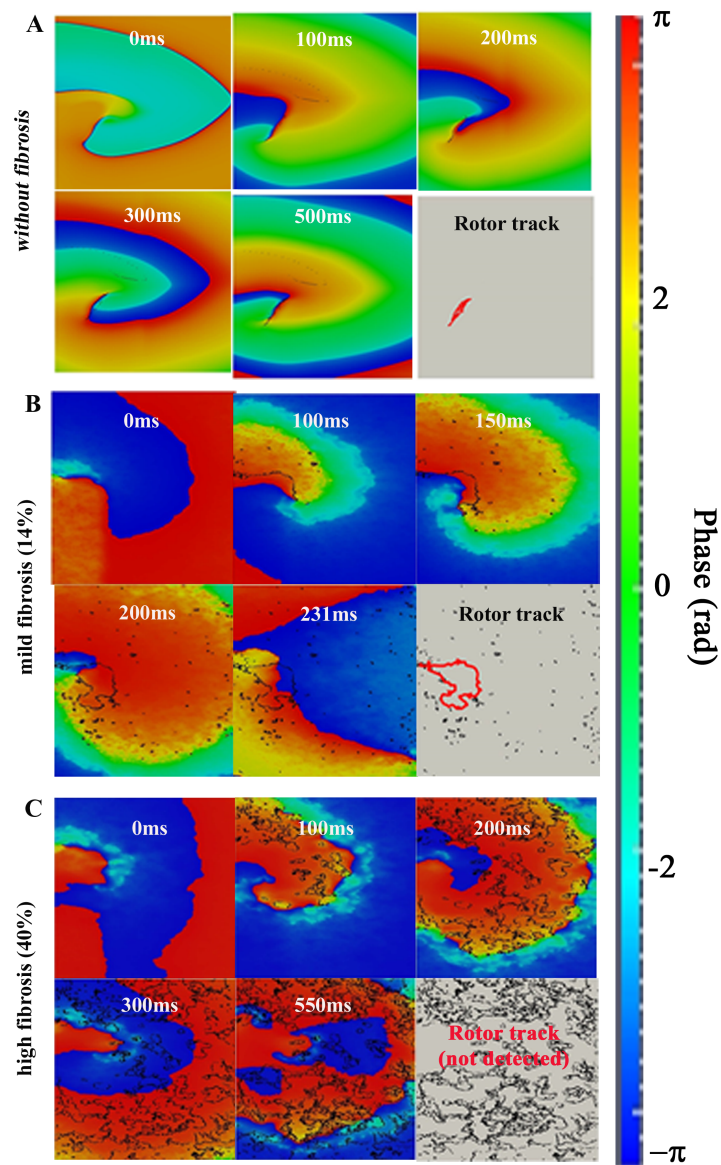 A
without fibrosis
0ms
100ms
200ms
300ms
500ms
Rotor track
B
mild fibrosis (14%)
0ms
100ms
150ms
200ms
231ms
Rotor track
C
high fibrosis (40%)
0ms
100ms
200ms
300ms
550ms
Rotor track
(not detected)
π
2
0
-2
−π
Phase (rad)